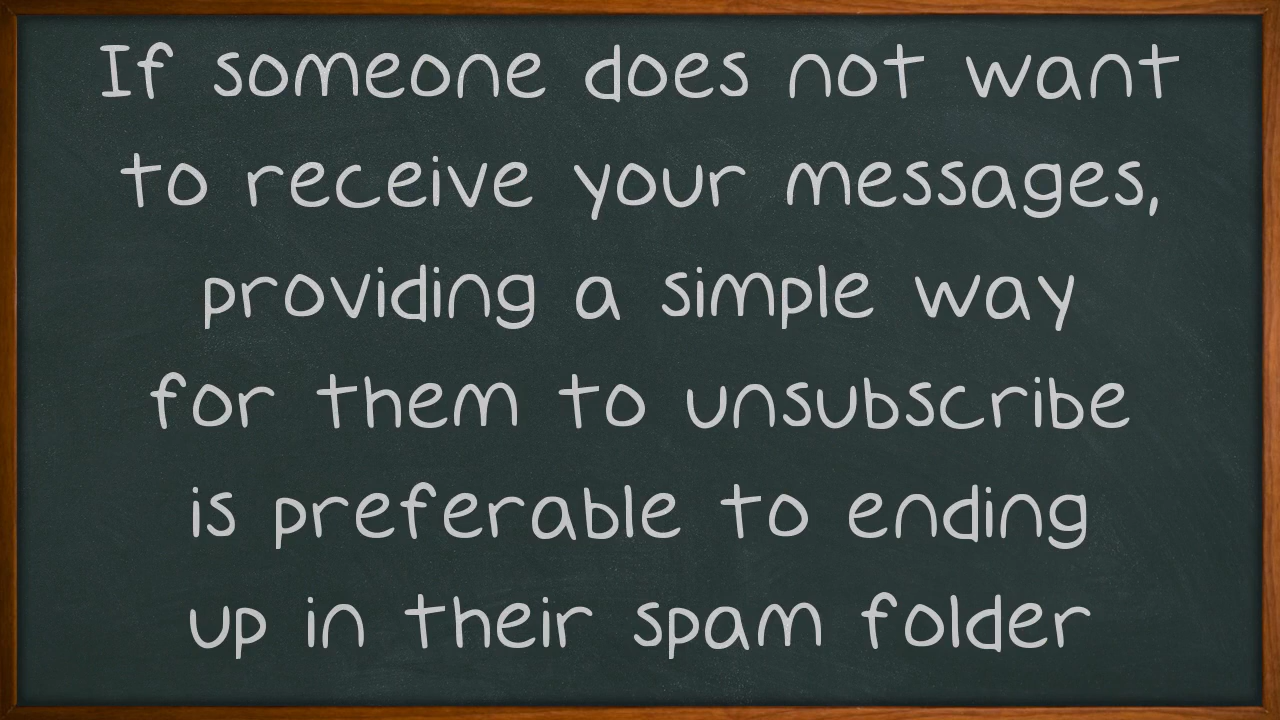 If someone does not want
to receive your messages,
providing a simple way
for them to unsubscribe
is preferable to ending
up in their spam folder